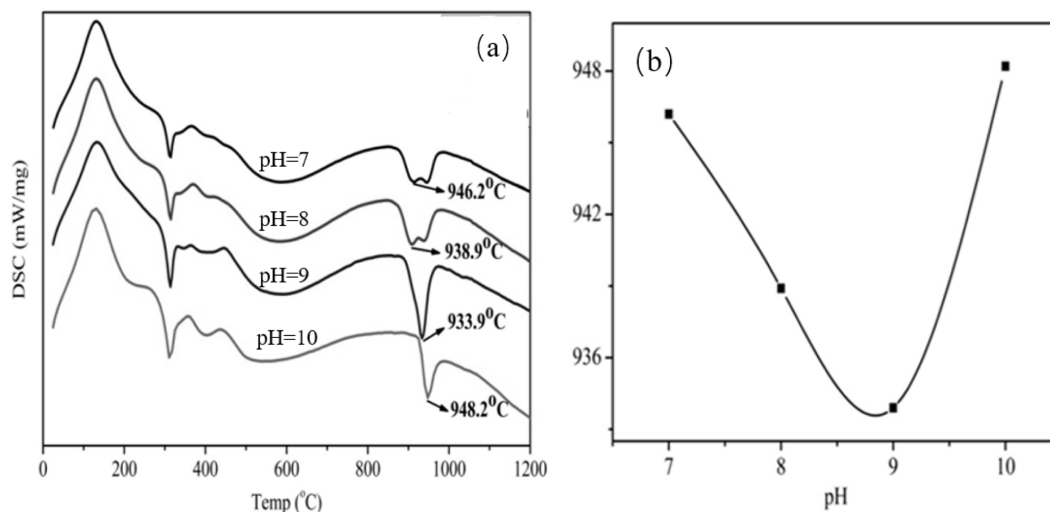 (a)
DSC (mW/mg)
pH=7
946.2⁰C
pH=8
938.9⁰C
pH=9
933.9⁰C
pH=10
948.2⁰C
0 200 400 600 800 1000 1200
Temp (⁰C)
(b)
948
942
936
7 8 9 10
pH